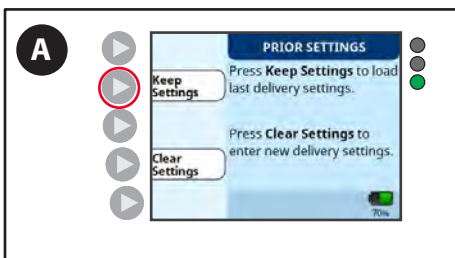 A
PRIOR SETTINGS
Keep
Settings
Press Keep Settings to load
last delivery settings.
Clear
Settings
Press Clear Settings to
enter new delivery settings.
70%